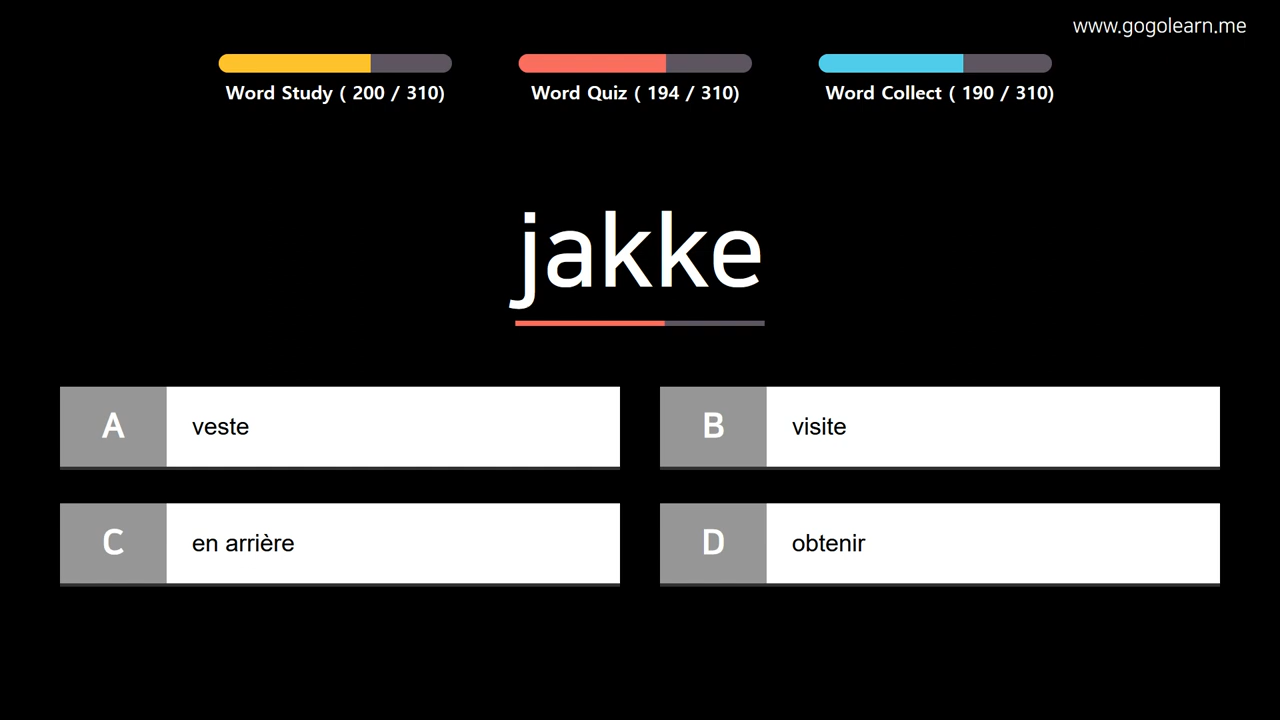 www.gogolearn.me
Word Study ( 200 / 310)
Word Quiz ( 194 / 310)
Word Collect ( 190 / 310)
jakke
A veste
B visite
C en arrière
D obtenir